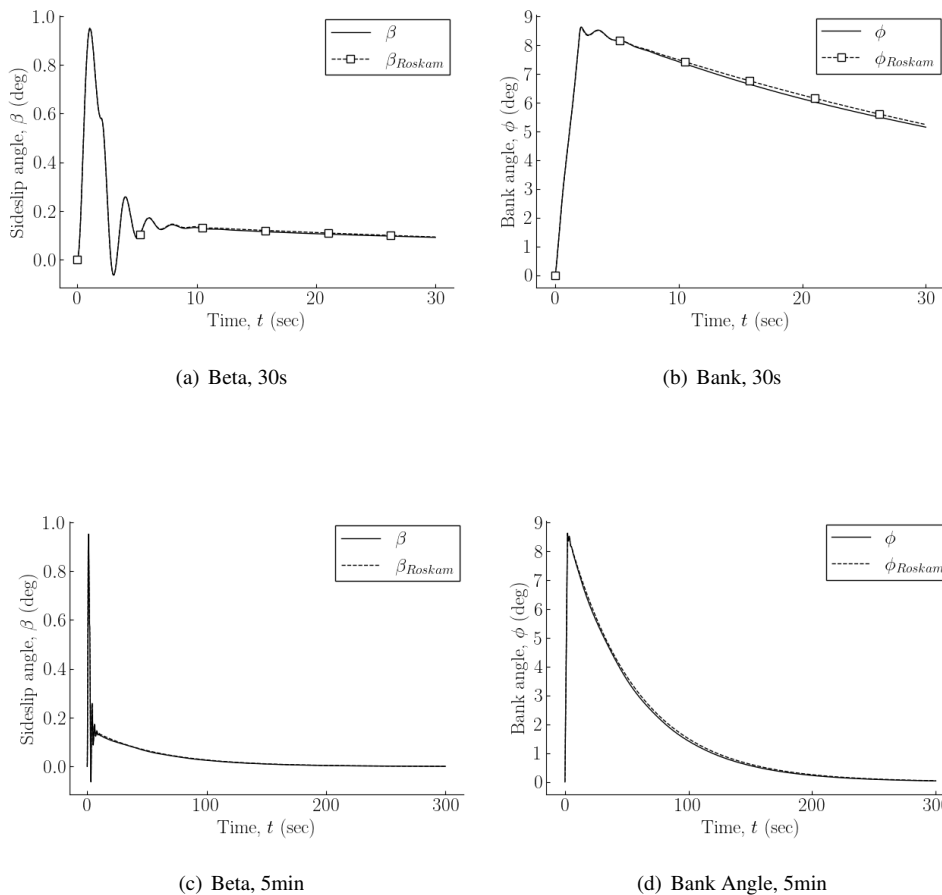 1.0
0.8
0.6
0.4
0.2
0.0
Sideslip angle, β (deg)
0 10 20 30
Time, t (sec)
β
β_Roskam
(a) Beta, 30s
9
8
7
6
5
4
3
2
1
0
Bank angle, ϕ (deg)
0 10 20 30
Time, t (sec)
ϕ
ϕ_Roskam
(b) Bank, 30s
1.0
0.8
0.6
0.4
0.2
0.0
Sideslip angle, β (deg)
0 100 200 300
Time, t (sec)
β
β_Roskam
(c) Beta, 5min
9
8
7
6
5
4
3
2
1
0
Bank angle, ϕ (deg)
0 100 200 300
Time, t (sec)
ϕ
ϕ_Roskam
(d) Bank Angle, 5min